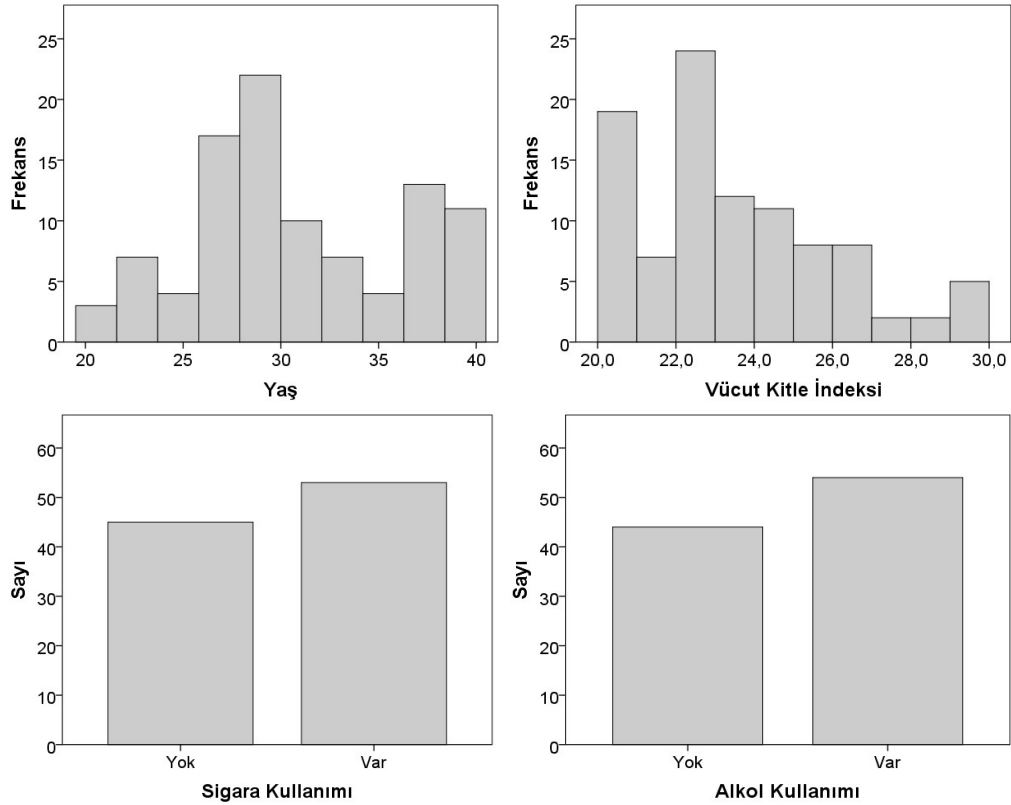 25
20
15
10
5
0
Frekans
20 25 30 35 40
Yaş
25
20
15
10
5
0
Frekans
20,0 22,0 24,0 26,0 28,0 30,0
Vücut Kitle İndeksi
60
50
40
30
20
10
0
Sayı
Yok Var
Sigara Kullanımı
60
50
40
30
20
10
0
Sayı
Yok Var
Alkol Kullanımı